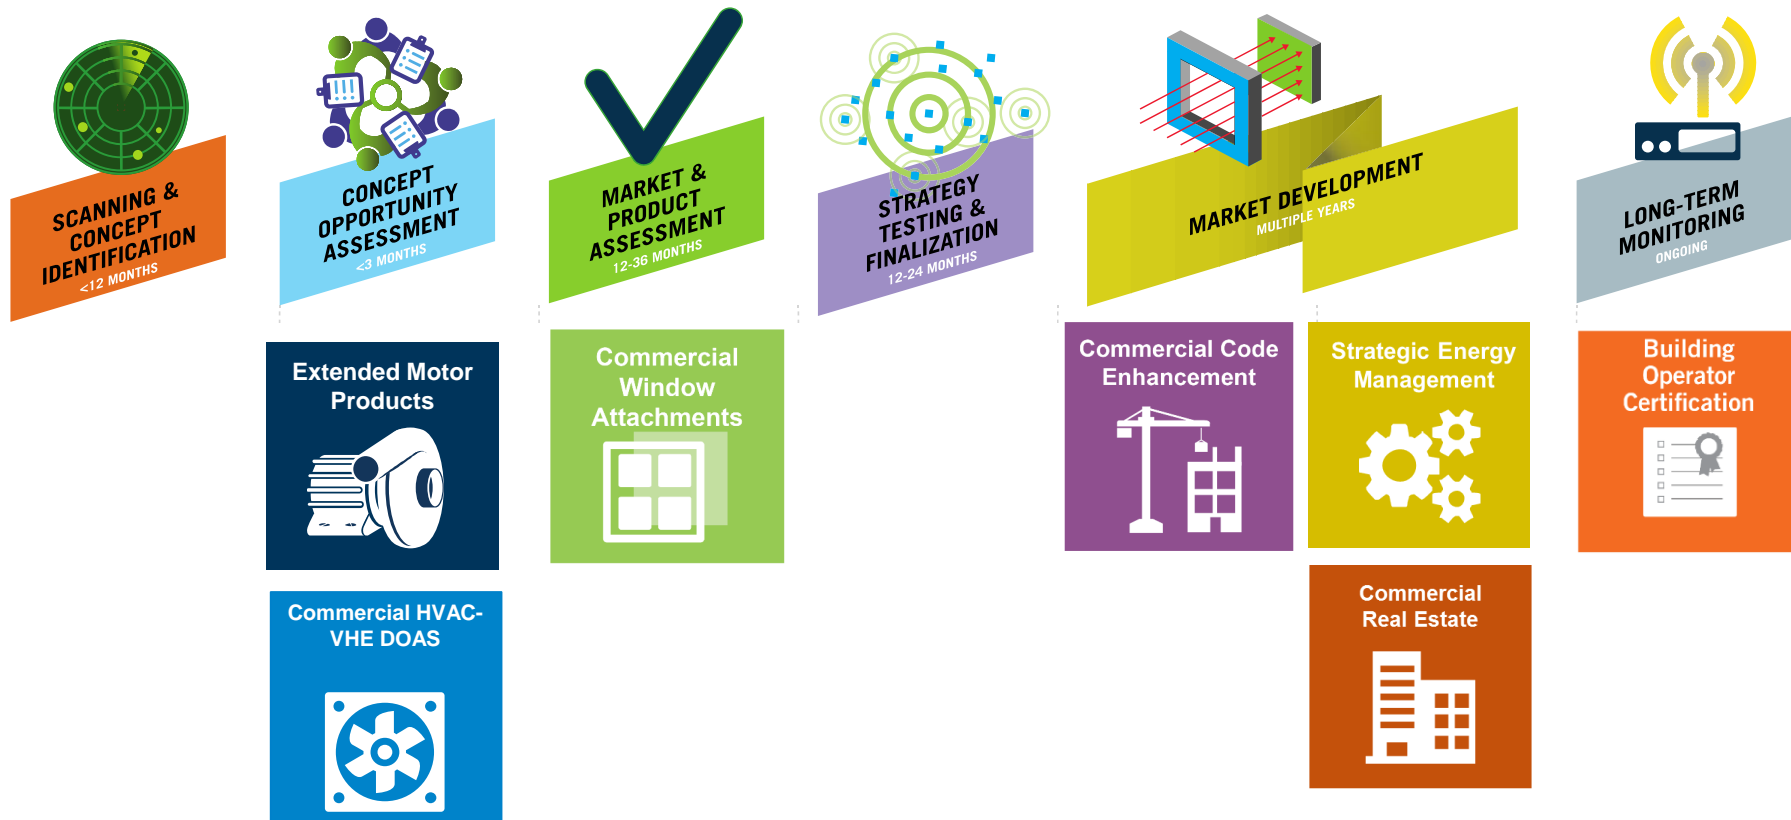 SCANNING &
CONCEPT
IDENTIFICATION
<12 MONTHS
CONCEPT
OPPORTUNITY
ASSESSMENT
<3 MONTHS
MARKET &
PRODUCT
ASSESSMENT
12-36 MONTHS
STRATEGY
TESTING &
FINALIZATION
12-24 MONTHS
MARKET DEVELOPMENT
MULTIPLE YEARS
LONG-TERM
MONITORING
ONGOING
Extended Motor
Products
Commercial
Window
Attachments
Commercial Code
Enhancement
Strategic Energy
Management
Building
Operator
Certification
Commercial HVAC-
VHE DOAS
Commercial
Real Estate